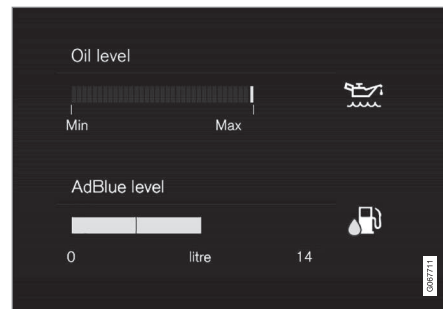 Oil level
Min Max
AdBlue level
0 litre 14
G067711